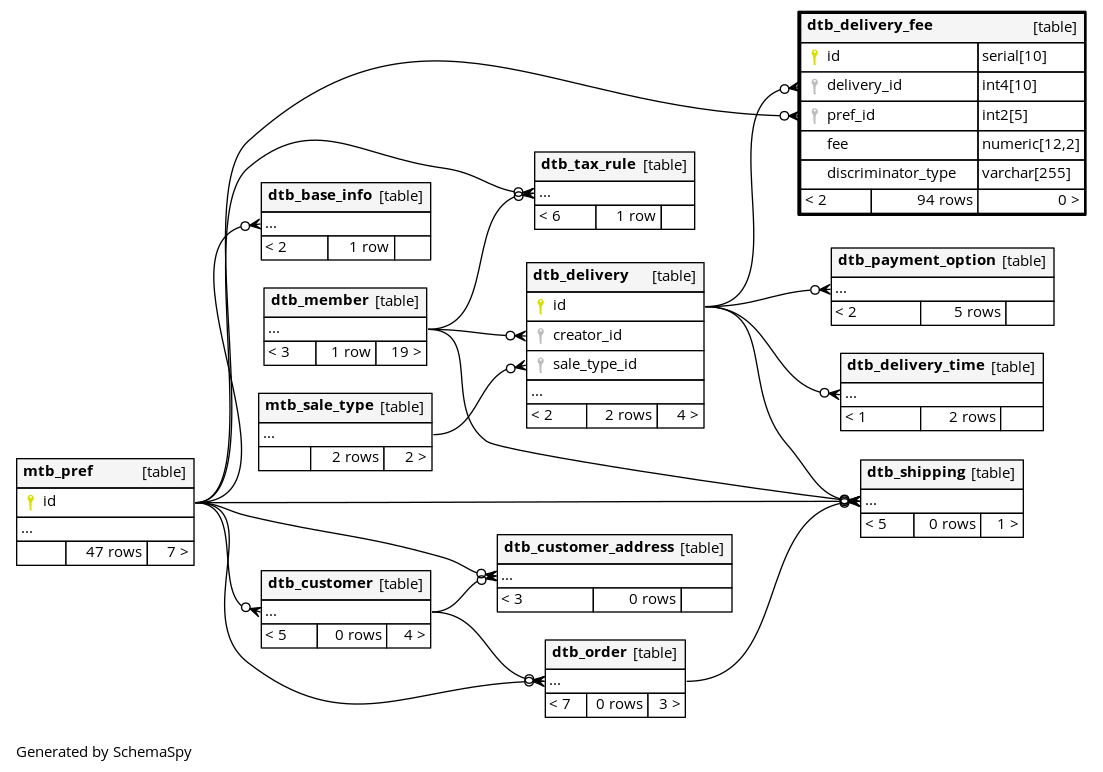 dtb_delivery_fee [table]
id serial[10]
delivery_id int4[10]
pref_id int2[5]
fee numeric[12,2]
discriminator_type varchar[255]
< 2 94 rows 0 >
dtb_tax_rule [table]
...
< 6 1 row
dtb_base_info [table]
...
< 2 1 row
dtb_payment_option [table]
...
< 2 5 rows
dtb_delivery [table]
id
creator_id
sale_type_id
...
< 2 2 rows 4 >
dtb_member [table]
...
< 3 1 row 19 >
dtb_delivery_time [table]
...
< 1 2 rows
mtb_sale_type [table]
...
2 rows 2 >
mtb_pref [table]
id
...
47 rows 7 >
dtb_shipping [table]
...
< 5 0 rows 1 >
dtb_customer_address [table]
...
< 3 0 rows
dtb_customer [table]
...
< 5 0 rows 4 >
dtb_order [table]
...
< 7 0 rows 3 >
Generated by SchemaSpy